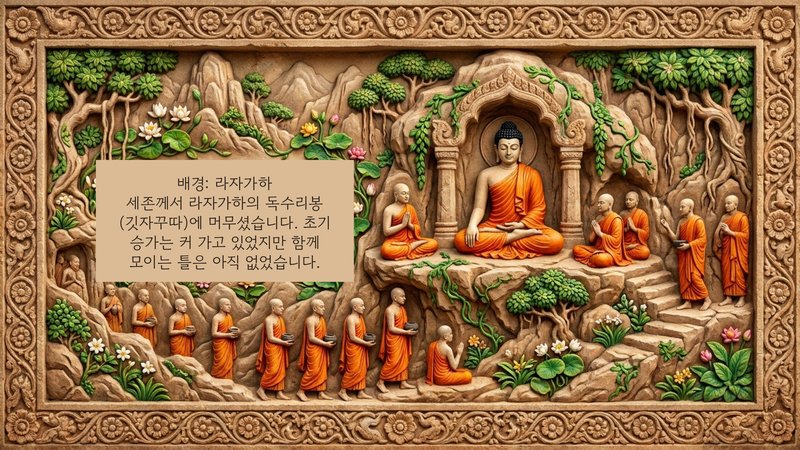 배경: 라자가하
세존께서 라자가하의 독수리봉
(깃자꾸따)에 머무셨습니다. 초기
승가는 커 가고 있었지만 함께
모이는 틀은 아직 없었습니다.